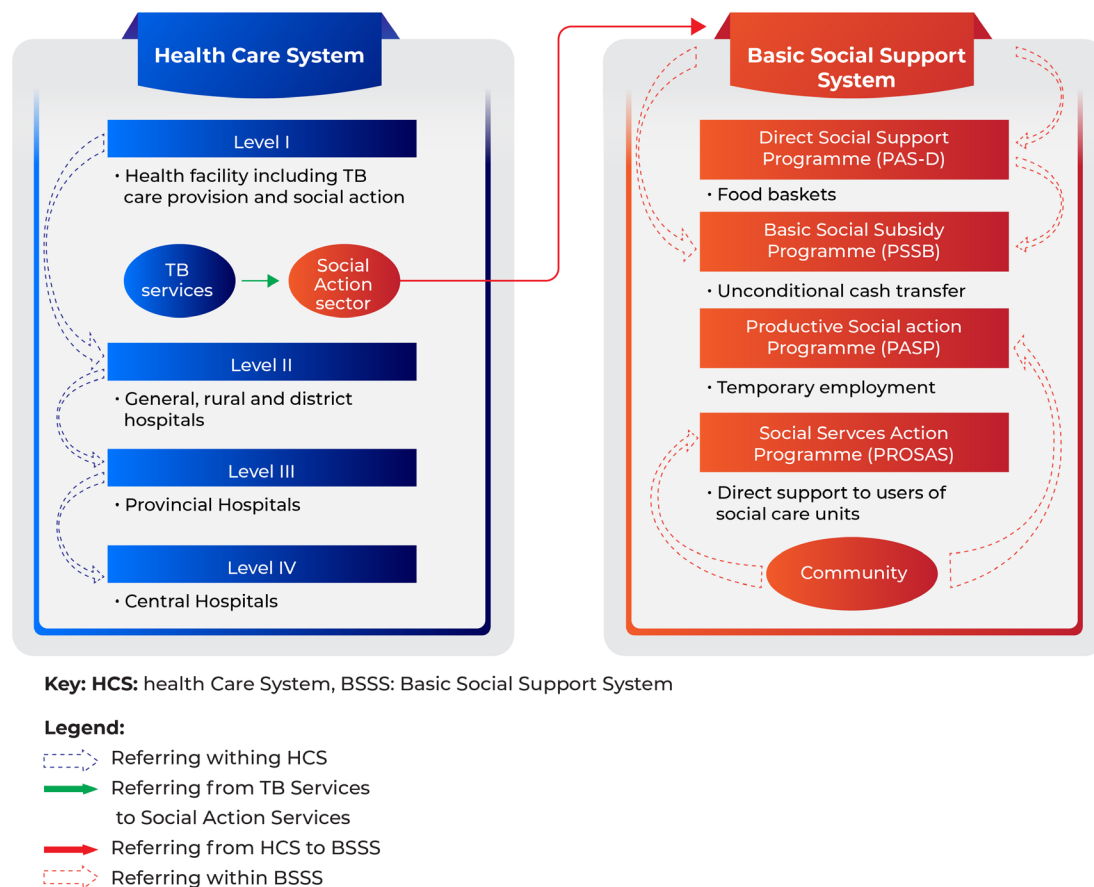 Health Care System
Level I
· Health facility including TB
care provision and social action
TB
services
Social
Action
sector
Level II
· General, rural and district
hospitals
Level III
· Provincial Hospitals
Level IV
· Central Hospitals
Basic Social Support
System
Direct Social Support
Programme (PAS-D)
· Food baskets
Basic Social Subsidy
Programme (PSSB)
· Unconditional cash transfer
Productive Social action
Programme (PASP)
· Temporary employment
Social Servces Action
Programme (PROSAS)
· Direct support to users of
social care units
Community
Key: HCS: health Care System, BSSS: Basic Social Support System
Legend:
Referring withing HCS
Referring from TB Services
to Social Action Services
Referring from HCS to BSSS
Referring within BSSS